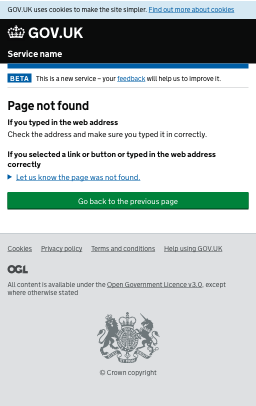 GOV.UK uses cookies to make the site simpler. Find out more about cookies
GOV.UK
Service name
BETA This is a new service – your feedback will help us to improve it.
Page not found
If you typed in the web address
Check the address and make sure you typed it in correctly.
If you selected a link or button or typed in the web address
correctly
Let us know the page was not found.
Go back to the previous page
Cookies Privacy policy Terms and conditions Help using GOV.UK
OGL
All content is available under the Open Government Licence v3.0, except
where otherwise stated
© Crown copyright